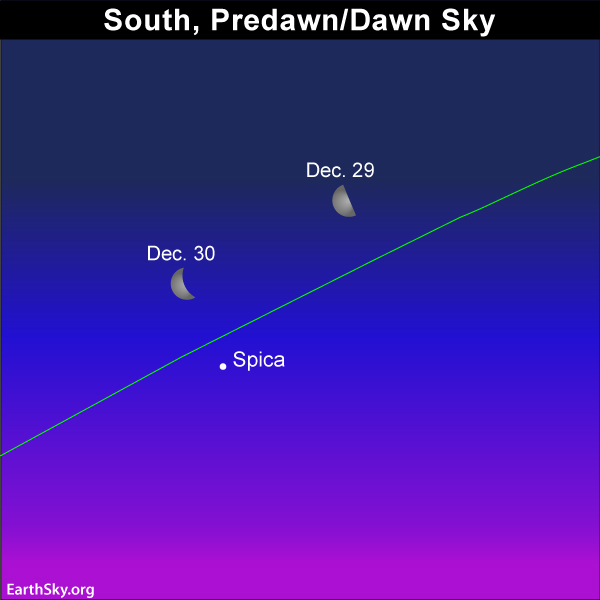 South, Predawn/Dawn Sky
Dec. 29
Dec. 30
Spica
EarthSky.org